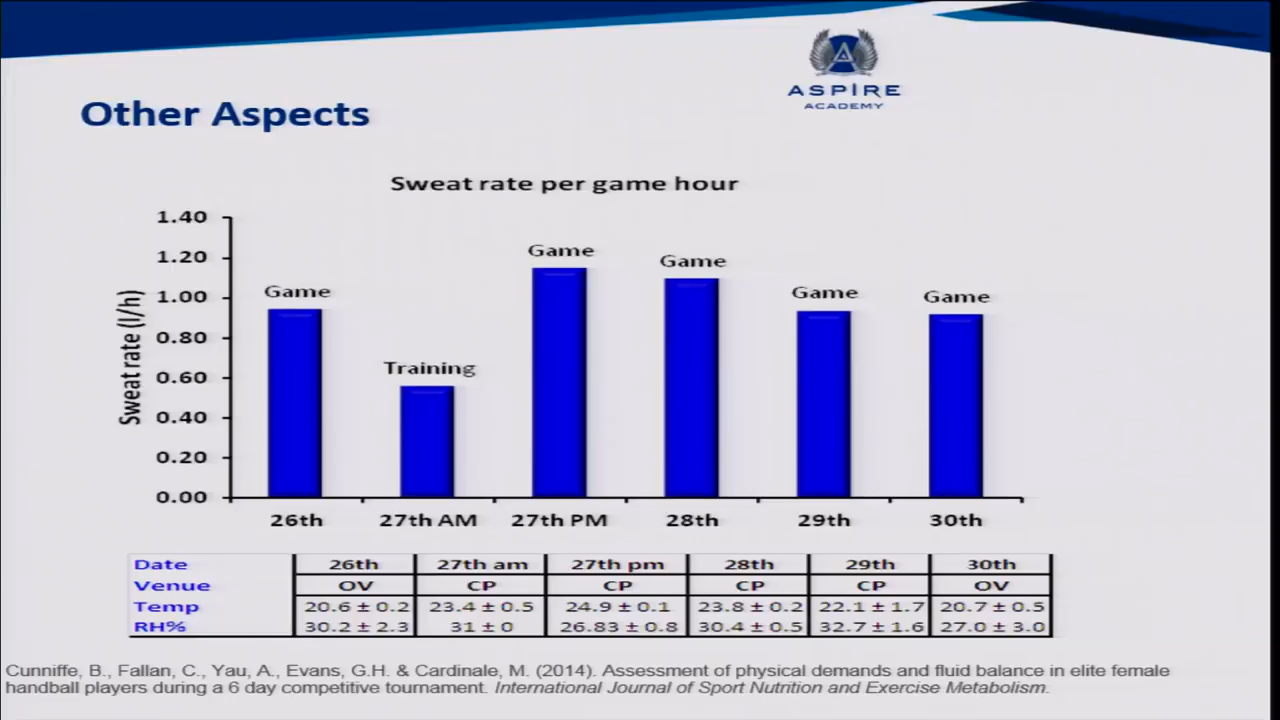 ASPIRE
ACADEMY
Other Aspects
Sweat rate per game hour
Sweat rate (l/h)
1.40
1.20
1.00
0.80
0.60
0.40
0.20
0.00
Game
Training
Game
Game
Game
Game
26th 27th AM 27th PM 28th 29th 30th
Date 26th 27th am 27th pm 28th 29th 30th
Venue OV CP CP CP CP OV
Temp 20.6 ± 0.2 23.4 ± 0.5 24.9 ± 0.1 23.8 ± 0.2 22.1 ± 1.7 20.7 ± 0.5
RH% 30.2 ± 2.3 31 ± 0 26.83 ± 0.8 30.4 ± 0.5 32.7 ± 1.6 27.0 ± 3.0
Cunniffe, B., Fallan, C., Yau, A., Evans, G.H. & Cardinale, M. (2014). Assessment of physical demands and fluid balance in elite female
handball players during a 6 day competitive tournament. International Journal of Sport Nutrition and Exercise Metabolism.